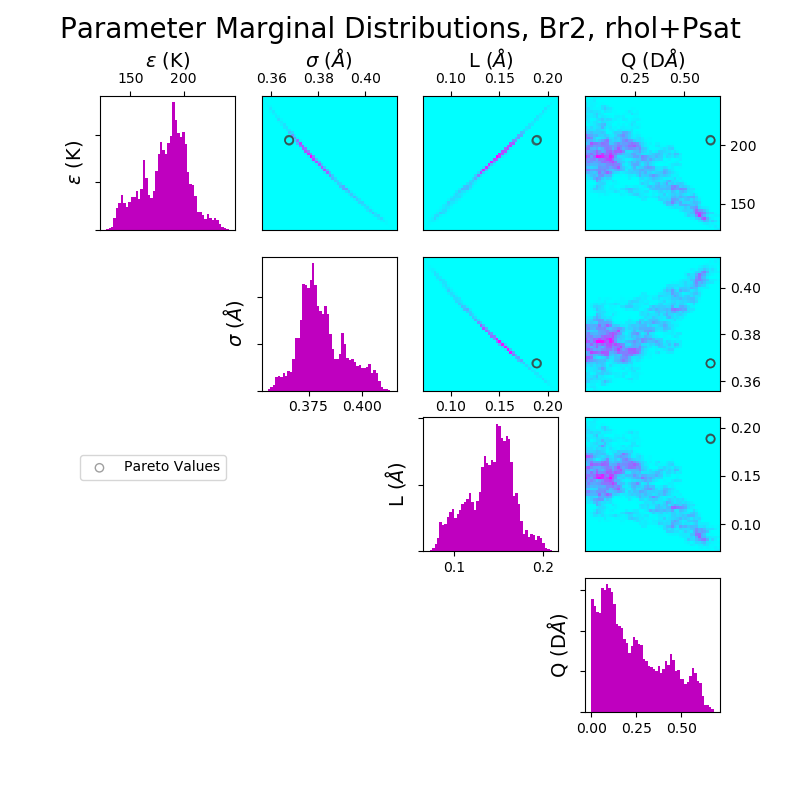 Parameter Marginal Distributions, Br2, rhol+Psat
ε (K) σ (Å) L (Å) Q (DÅ)
150 200 0.36 0.38 0.40 0.10 0.15 0.20 0.25 0.50
ε (K)
200
150
σ (Å)
0.40
0.38
0.36
0.375 0.400 0.10 0.15 0.20
L (Å)
0.20
0.15
0.10
Pareto Values
0.1 0.2
Q (DÅ)
0.00 0.25 0.50